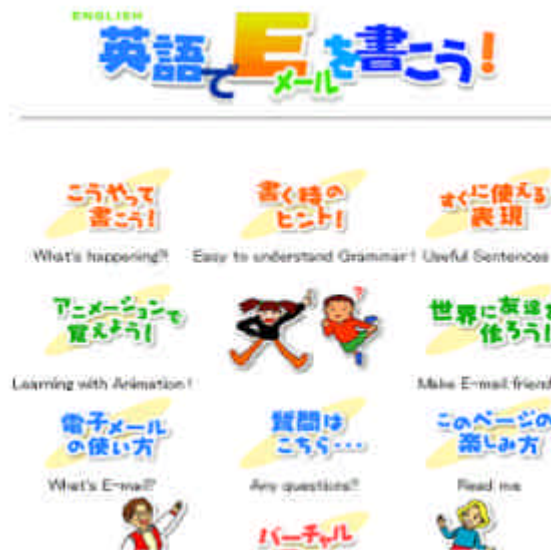 ENGLISH
英語でEメールを書こう!
こうやって
書こう!
書く時の
ヒント!
すぐに使える
表現
What's happening?!
Easy to understand Grammar!
Useful Sentences
アニメーションで
覚えよう!
世界に友達を
作ろう!
Learning with Animation!
Make E-mail friend
電子メール
の使い方
質問は
こちら・・・
このページの
楽しみ方
What's E-mail?
Any questions?!
Read me
バーチャル